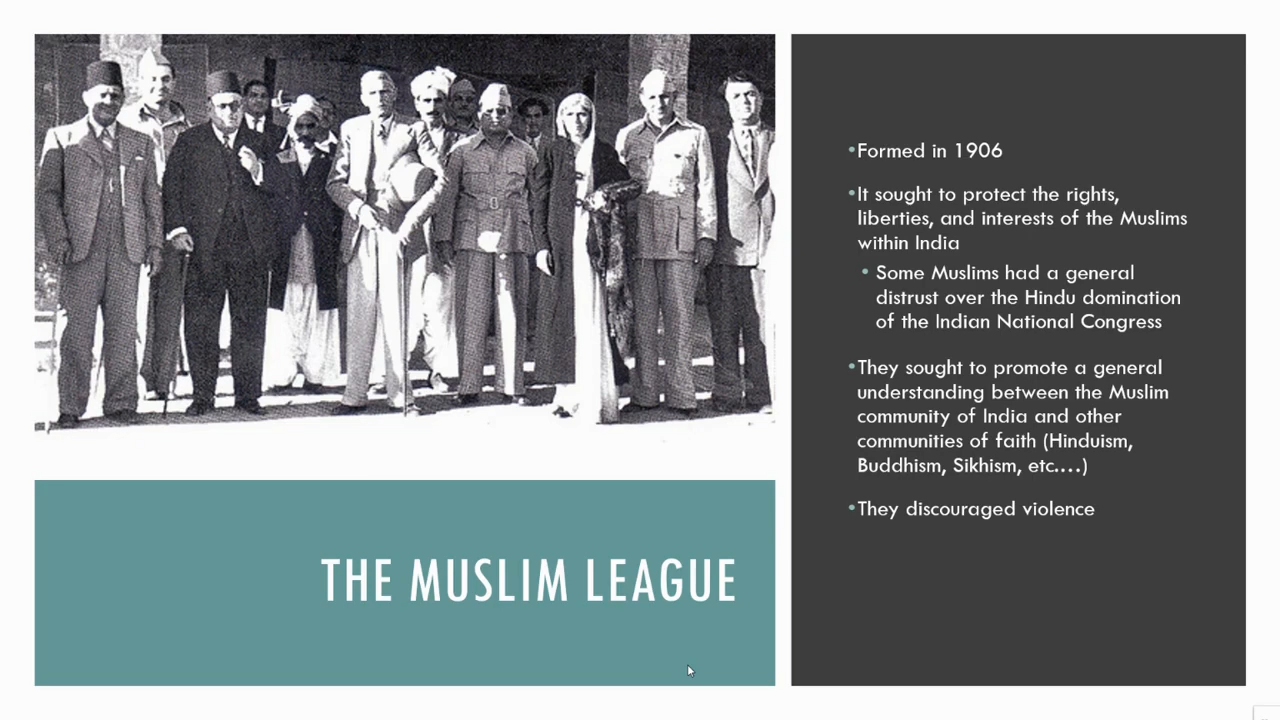 •Formed in 1906
•It sought to protect the rights,
liberties, and interests of the Muslims
within India
• Some Muslims had a general
distrust over the Hindu domination
of the Indian National Congress
•They sought to promote a general
understanding between the Muslim
community of India and other
communities of faith (Hinduism,
Buddhism, Sikhism, etc.…)
•They discouraged violence
THE MUSLIM LEAGUE